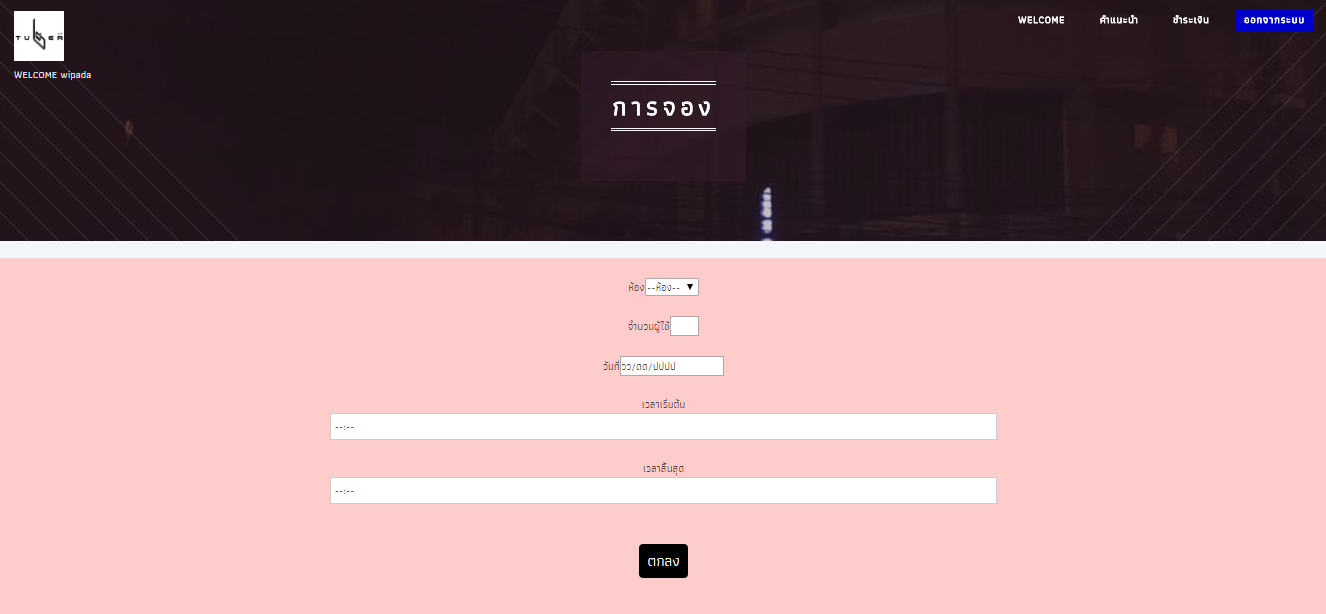 TUBER
WELCOME คำแนะนำ ชำระเงิน ออกจากระบบ
WELCOME wipada
การจอง
ห้อง --ห้อง--
จำนวนผู้ใช้
วันที่ วว/ดด/ปปปป
เวลาเริ่มต้น
--:--
เวลาสิ้นสุด
--:--
ตกลง